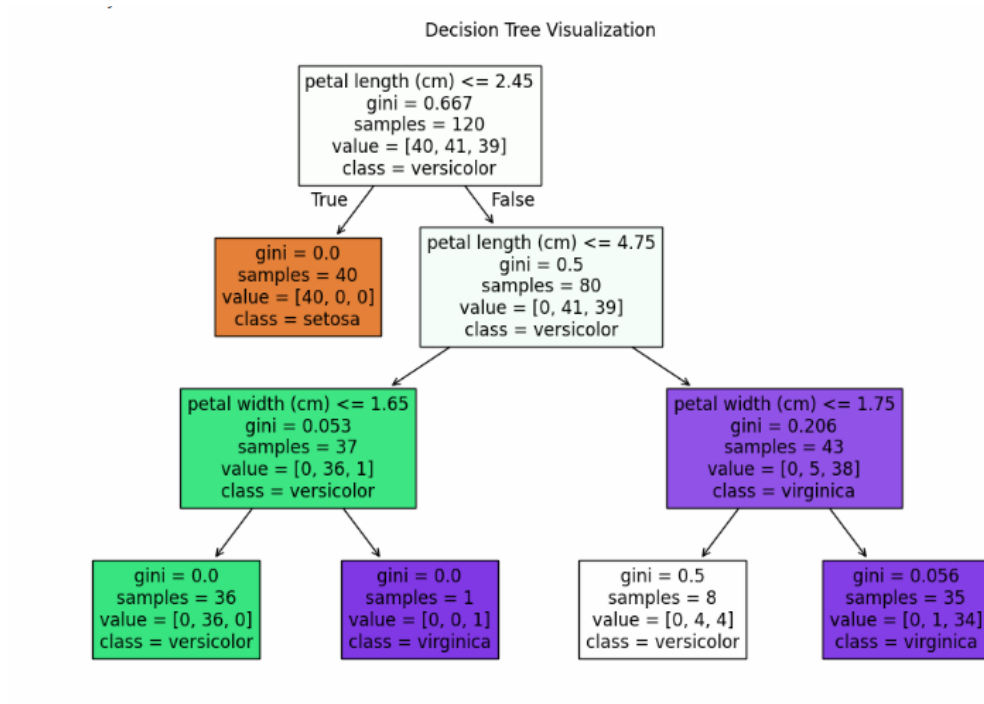 Decision Tree Visualization
petal length (cm) <= 2.45
gini = 0.667
samples = 120
value = [40, 41, 39]
class = versicolor
True
False
gini = 0.0
samples = 40
value = [40, 0, 0]
class = setosa
petal length (cm) <= 4.75
gini = 0.5
samples = 80
value = [0, 41, 39]
class = versicolor
petal width (cm) <= 1.65
gini = 0.053
samples = 37
value = [0, 36, 1]
class = versicolor
petal width (cm) <= 1.75
gini = 0.206
samples = 43
value = [0, 5, 38]
class = virginica
gini = 0.0
samples = 36
value = [0, 36, 0]
class = versicolor
gini = 0.0
samples = 1
value = [0, 0, 1]
class = virginica
gini = 0.5
samples = 8
value = [0, 4, 4]
class = versicolor
gini = 0.056
samples = 35
value = [0, 1, 34]
class = virginica